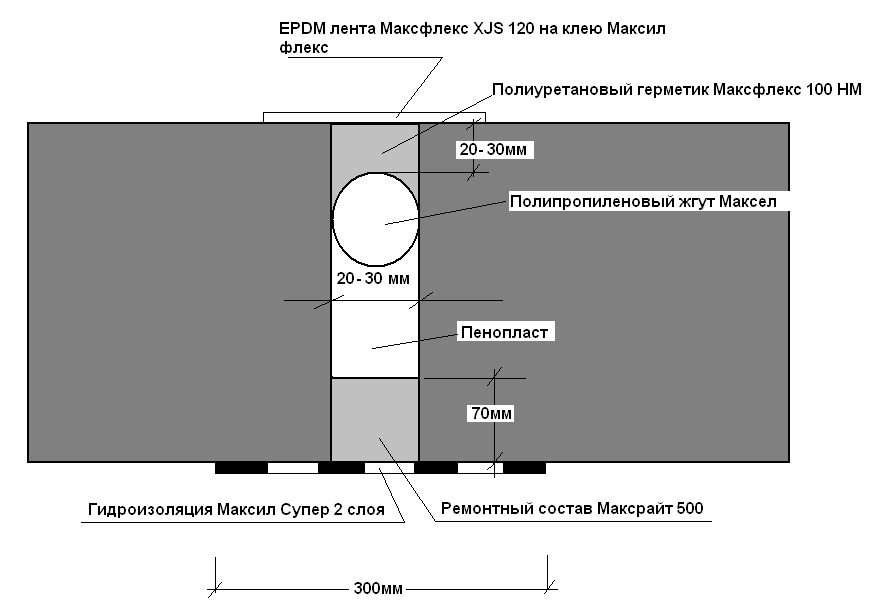 EPDM лента Максфлекс XJS 120 на клею Максил
флекс
Полиуретановый герметик Максфлекс 100 НМ
20-30мм
Полипропиленовый жгут Максел
20-30 мм
Пенопласт
70мм
Гидроизоляция Максил Супер 2 слоя
Ремонтный состав Максрайт 500
300мм